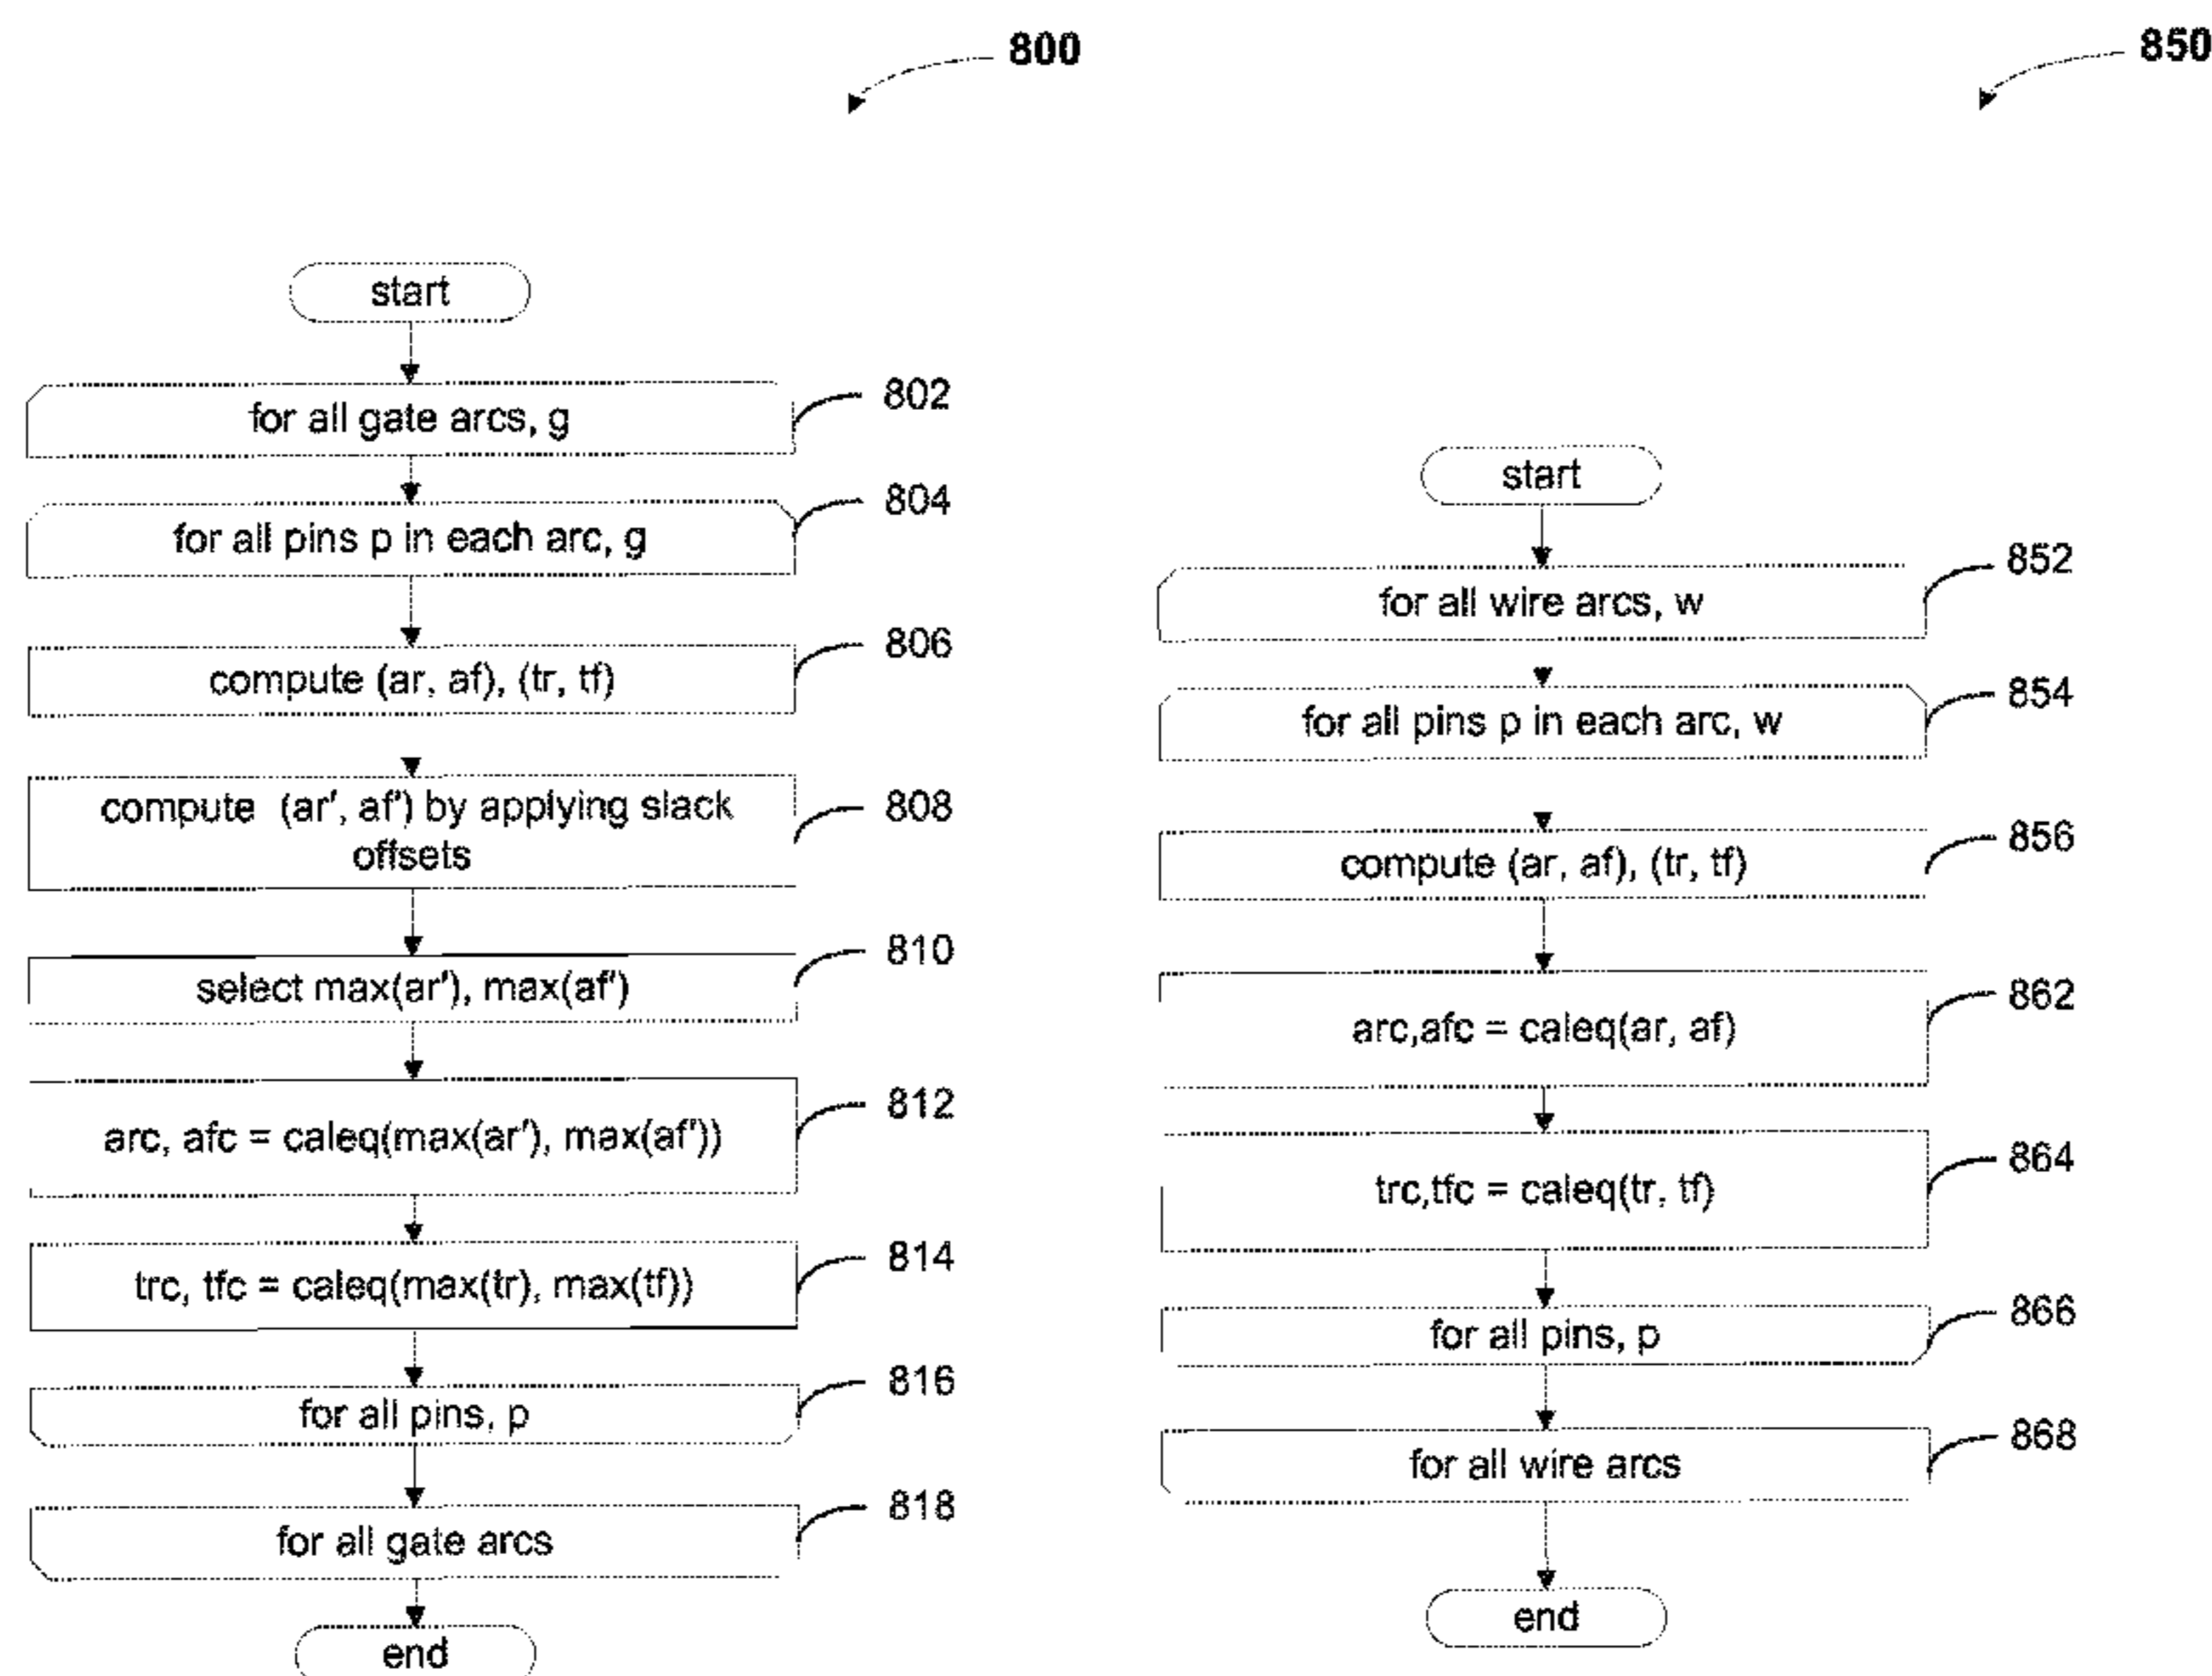 800
start
for all gate arcs, g
802
for all pins p in each arc, g
804
compute (ar, af), (tr, tf)
806
compute (ar', af') by applying slack
offsets
808
select max(ar'), max(af')
810
arc, afc = caleq(max(ar'), max(af'))
812
trc, tfc = caleq(max(tr), max(tf))
814
for all pins, p
816
for all gate arcs
818
end
850
start
for all wire arcs, w
852
for all pins p in each arc, w
854
compute (ar, af), (tr, tf)
856
arc,afc = caleq(ar, af)
862
trc,tfc = caleq(tr, tf)
864
for all pins, p
866
for all wire arcs
868
end